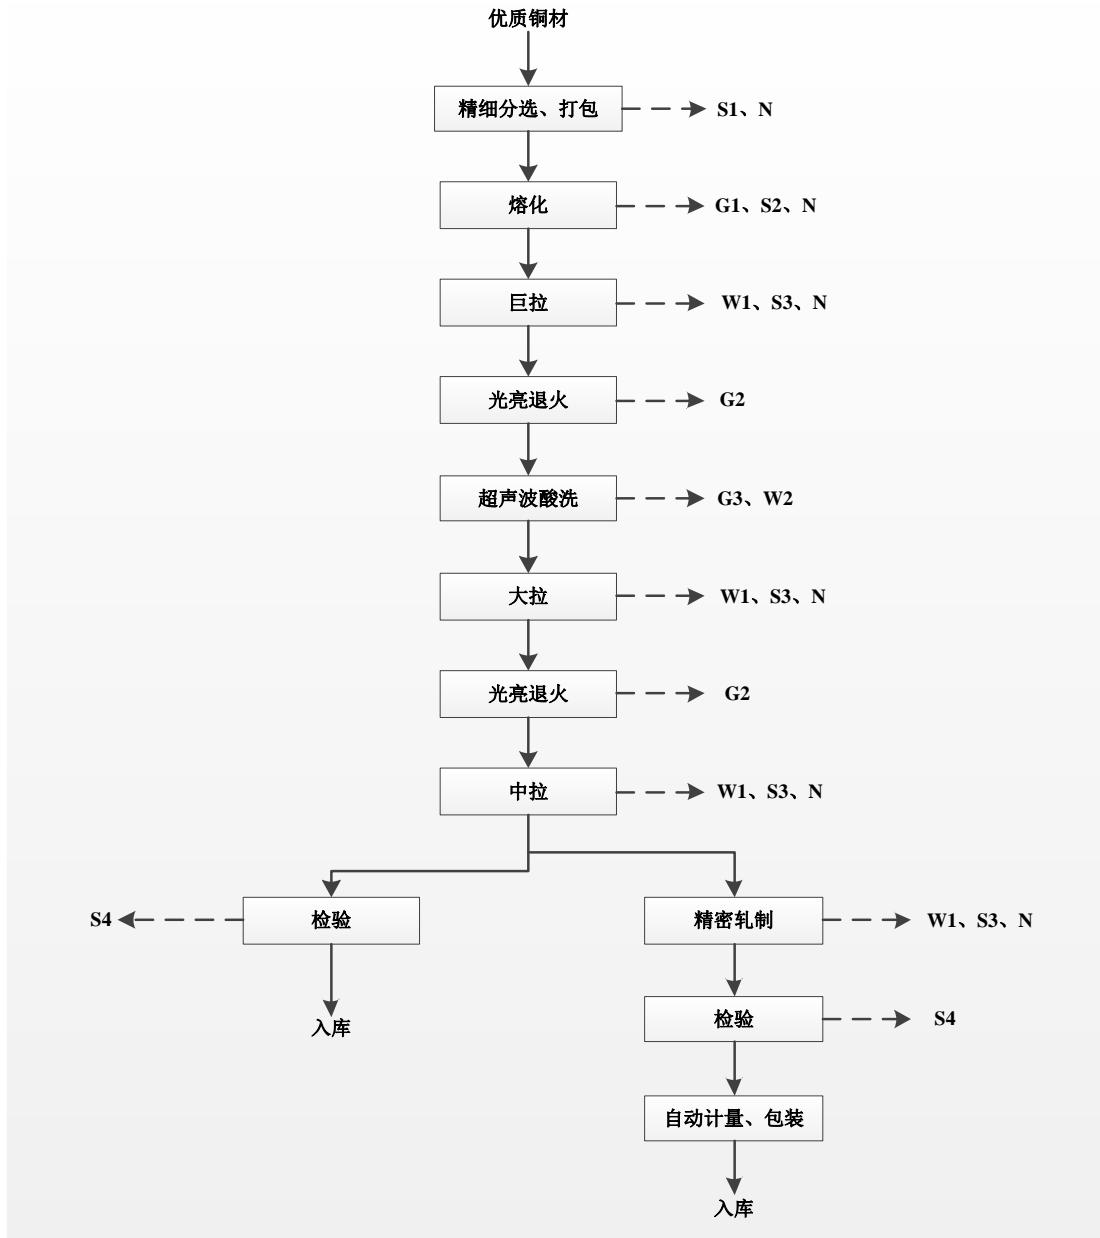 优质铜材
精细分选、打包
S1、N
熔化
G1、S2、N
巨拉
W1、S3、N
光亮退火
G2
超声波酸洗
G3、W2
大拉
W1、S3、N
光亮退火
G2
中拉
W1、S3、N
S4
检验
精密轧制
W1、S3、N
检验
S4
入库
自动计量、包装
入库